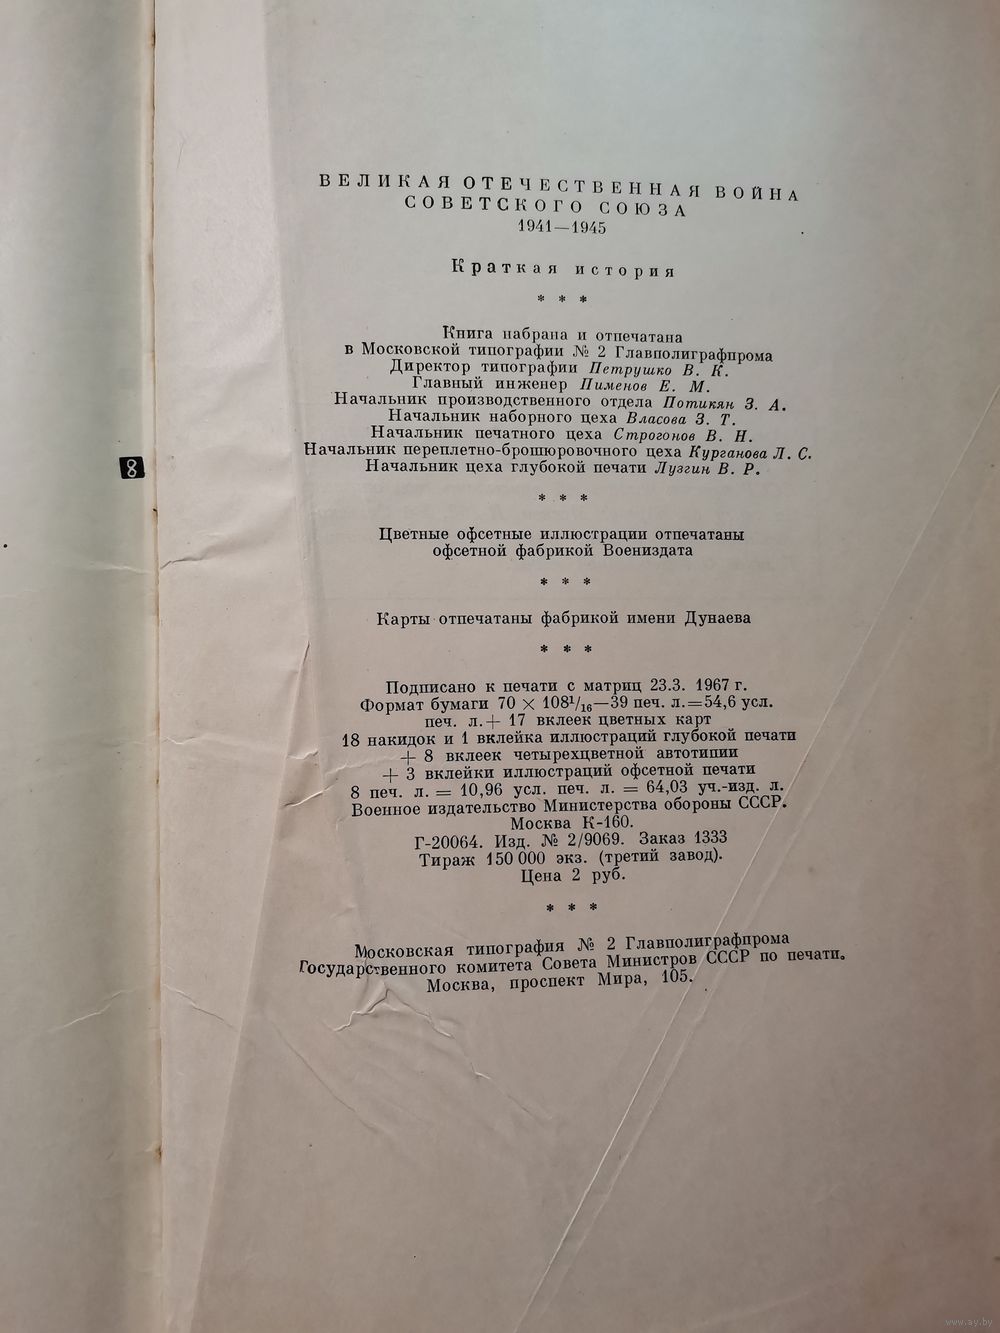 ВЕЛИКАЯ ОТЕЧЕСТВЕННАЯ ВОЙНА
СОВЕТСКОГО СОЮЗА
1941—1945
Краткая история
* * *
Книга набрана и отпечатана
в Московской типографии № 2 Главполиграфпрома
Директор типографии Петрушко В. К.
Главный инженер Пименов Е. М.
Начальник производственного отдела Потикян З. А.
Начальник наборного цеха Власова З. Т.
Начальник печатного цеха Строгонов В. Н.
Начальник переплетно-брошюровочного цеха Курганова Л. С.
Начальник цеха глубокой печати Лузгин В. Р.
8
* * *
Цветные офсетные иллюстрации отпечатаны
офсетной фабрикой Воениздата
* * *
Карты отпечатаны фабрикой имени Дунаева
* * *
Подписано к печати с матриц 23.3. 1967 г.
Формат бумаги 70 × 108¹/₁₆—39 печ. л.=54,6 усл.
печ. л.+ 17 вклеек цветных карт
18 накидок и 1 вклейка иллюстраций глубокой печати
+ 8 вклеек четырехцветной автотипии
+ 3 вклейки иллюстраций офсетной печати
8 печ. л. = 10,96 усл. печ. л. = 64,03 уч.-изд. л.
Военное издательство Министерства обороны СССР.
Москва К-160.
Г-20064. Изд. № 2/9069. Заказ 1333
Тираж 150 000 экз. (третий завод).
Цена 2 руб.
* * *
Московская типография № 2 Главполиграфпрома
Государственного комитета Совета Министров СССР по печати.
Москва, проспект Мира, 105.
www.ay.by